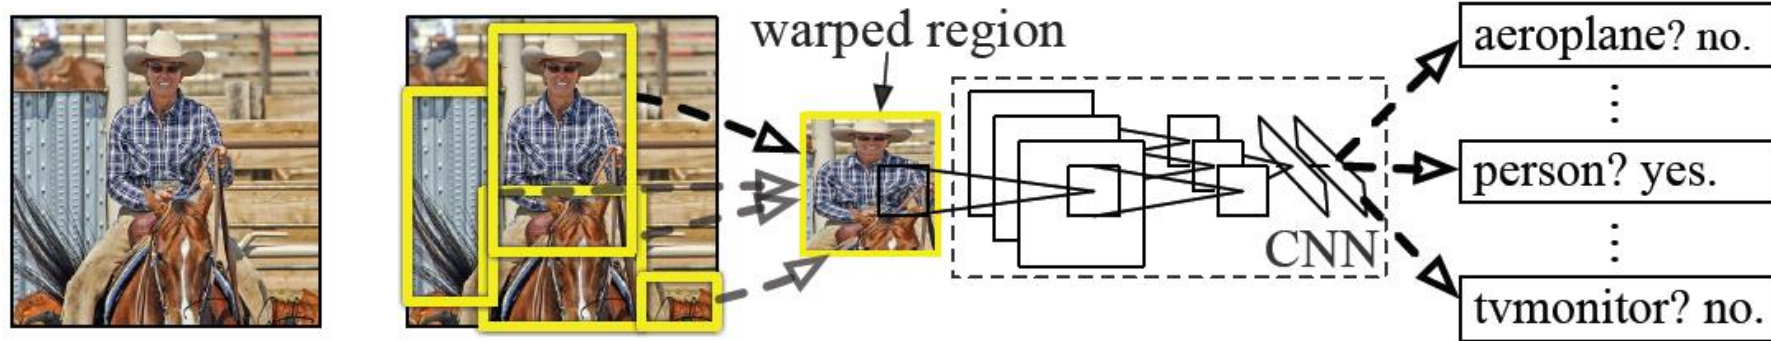 warped region
aeroplane? no.
person? yes.
CNN
tvmonitor? no.